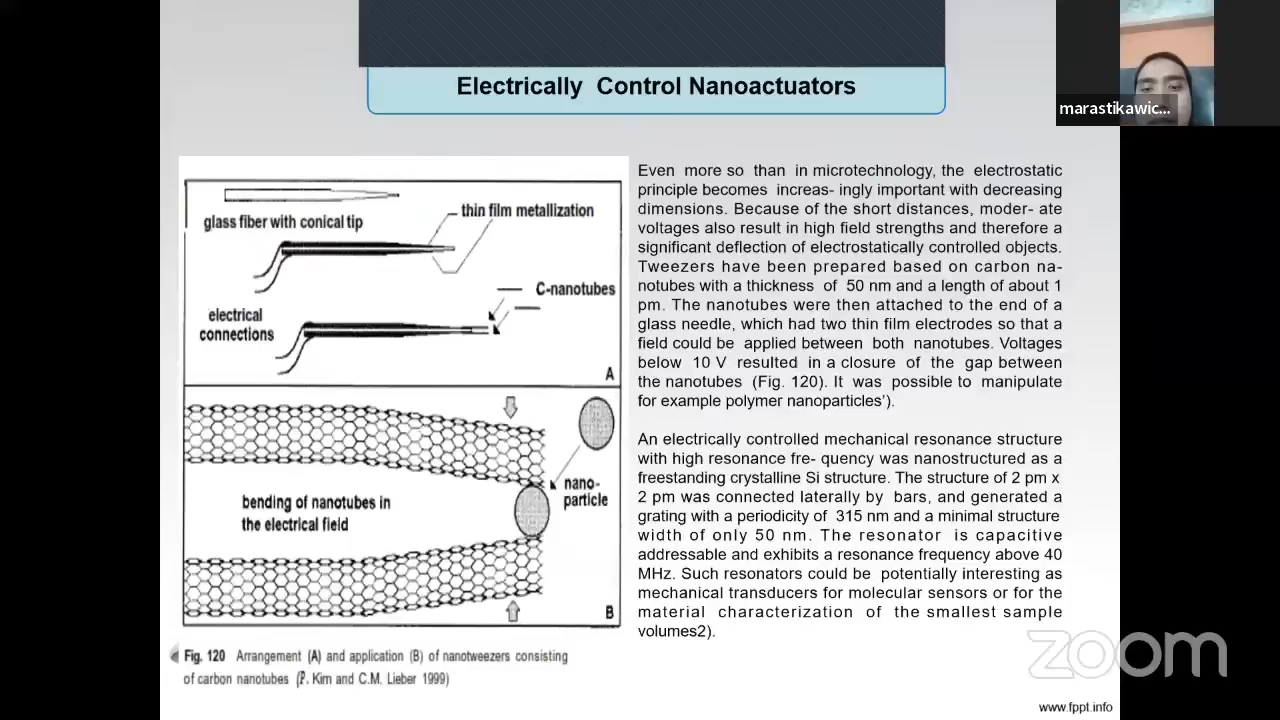 Electrically Control Nanoactuators
marastikawic...
glass fiber with conical tip
thin film metallization
C-nanotubes
electrical
connections
A
bending of nanotubes in
the electrical field
nano-
particle
B
Fig. 120 Arrangement (A) and application (B) of nanotweezers consisting
of carbon nanotubes (P. Kim and C.M. Lieber 1999)
Even more so than in microtechnology, the electrostatic
principle becomes increas- ingly important with decreasing
dimensions. Because of the short distances, moder- ate
voltages also result in high field strengths and therefore a
significant deflection of electrostatically controlled objects.
Tweezers have been prepared based on carbon na-
notubes with a thickness of 50 nm and a length of about 1
pm. The nanotubes were then attached to the end of a
glass needle, which had two thin film electrodes so that a
field could be applied between both nanotubes. Voltages
below 10 V resulted in a closure of the gap between
the nanotubes (Fig. 120). It was possible to manipulate
for example polymer nanoparticles').
An electrically controlled mechanical resonance structure
with high resonance fre- quency was nanostructured as a
freestanding crystalline Si structure. The structure of 2 pm x
2 pm was connected laterally by bars, and generated a
grating with a periodicity of 315 nm and a minimal structure
width of only 50 nm. The resonator is capacitive
addressable and exhibits a resonance frequency above 40
MHz. Such resonators could be potentially interesting as
mechanical transducers for molecular sensors or for the
material characterization of the smallest sample
volumes2).
zoom
www.fppt.info